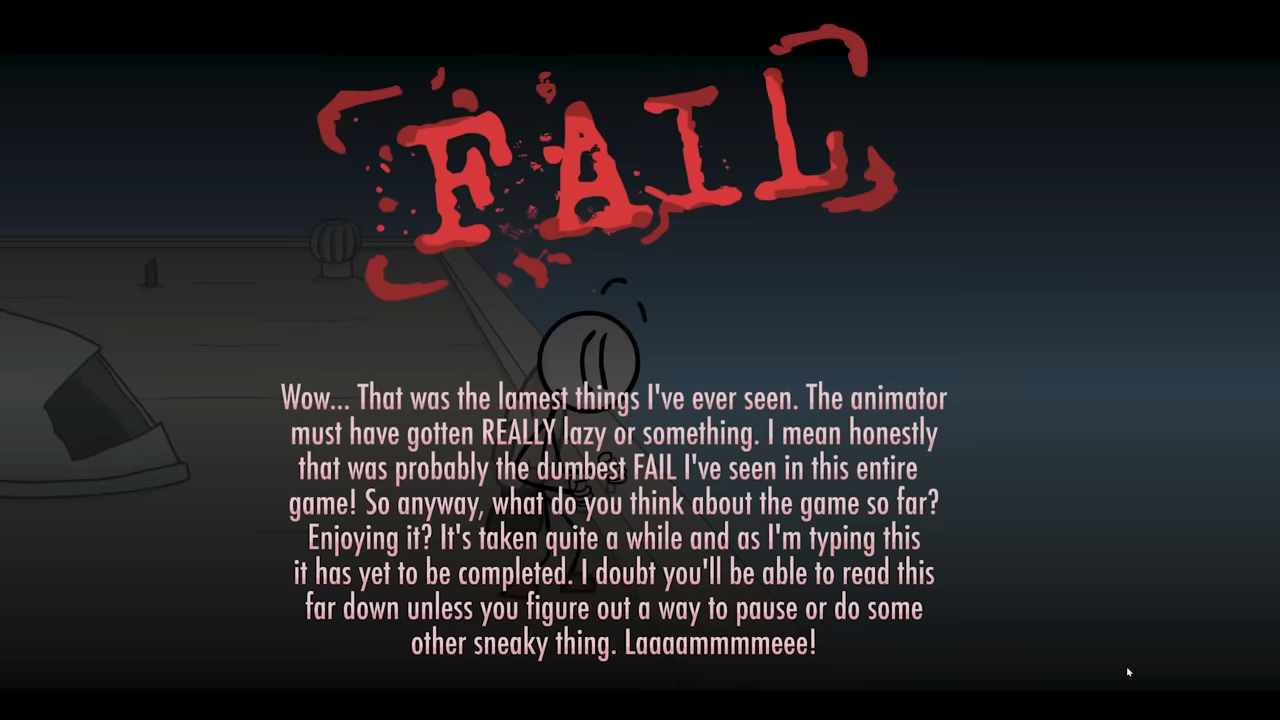 FAIL
Wow... That was the lamest things I've ever seen. The animator
must have gotten REALLY lazy or something. I mean honestly
that was probably the dumbest FAIL I've seen in this entire
game! So anyway, what do you think about the game so far?
Enjoying it? It's taken quite a while and as I'm typing this
it has yet to be completed. I doubt you'll be able to read this
far down unless you figure out a way to pause or do some
other sneaky thing. Laaaammmmeee!